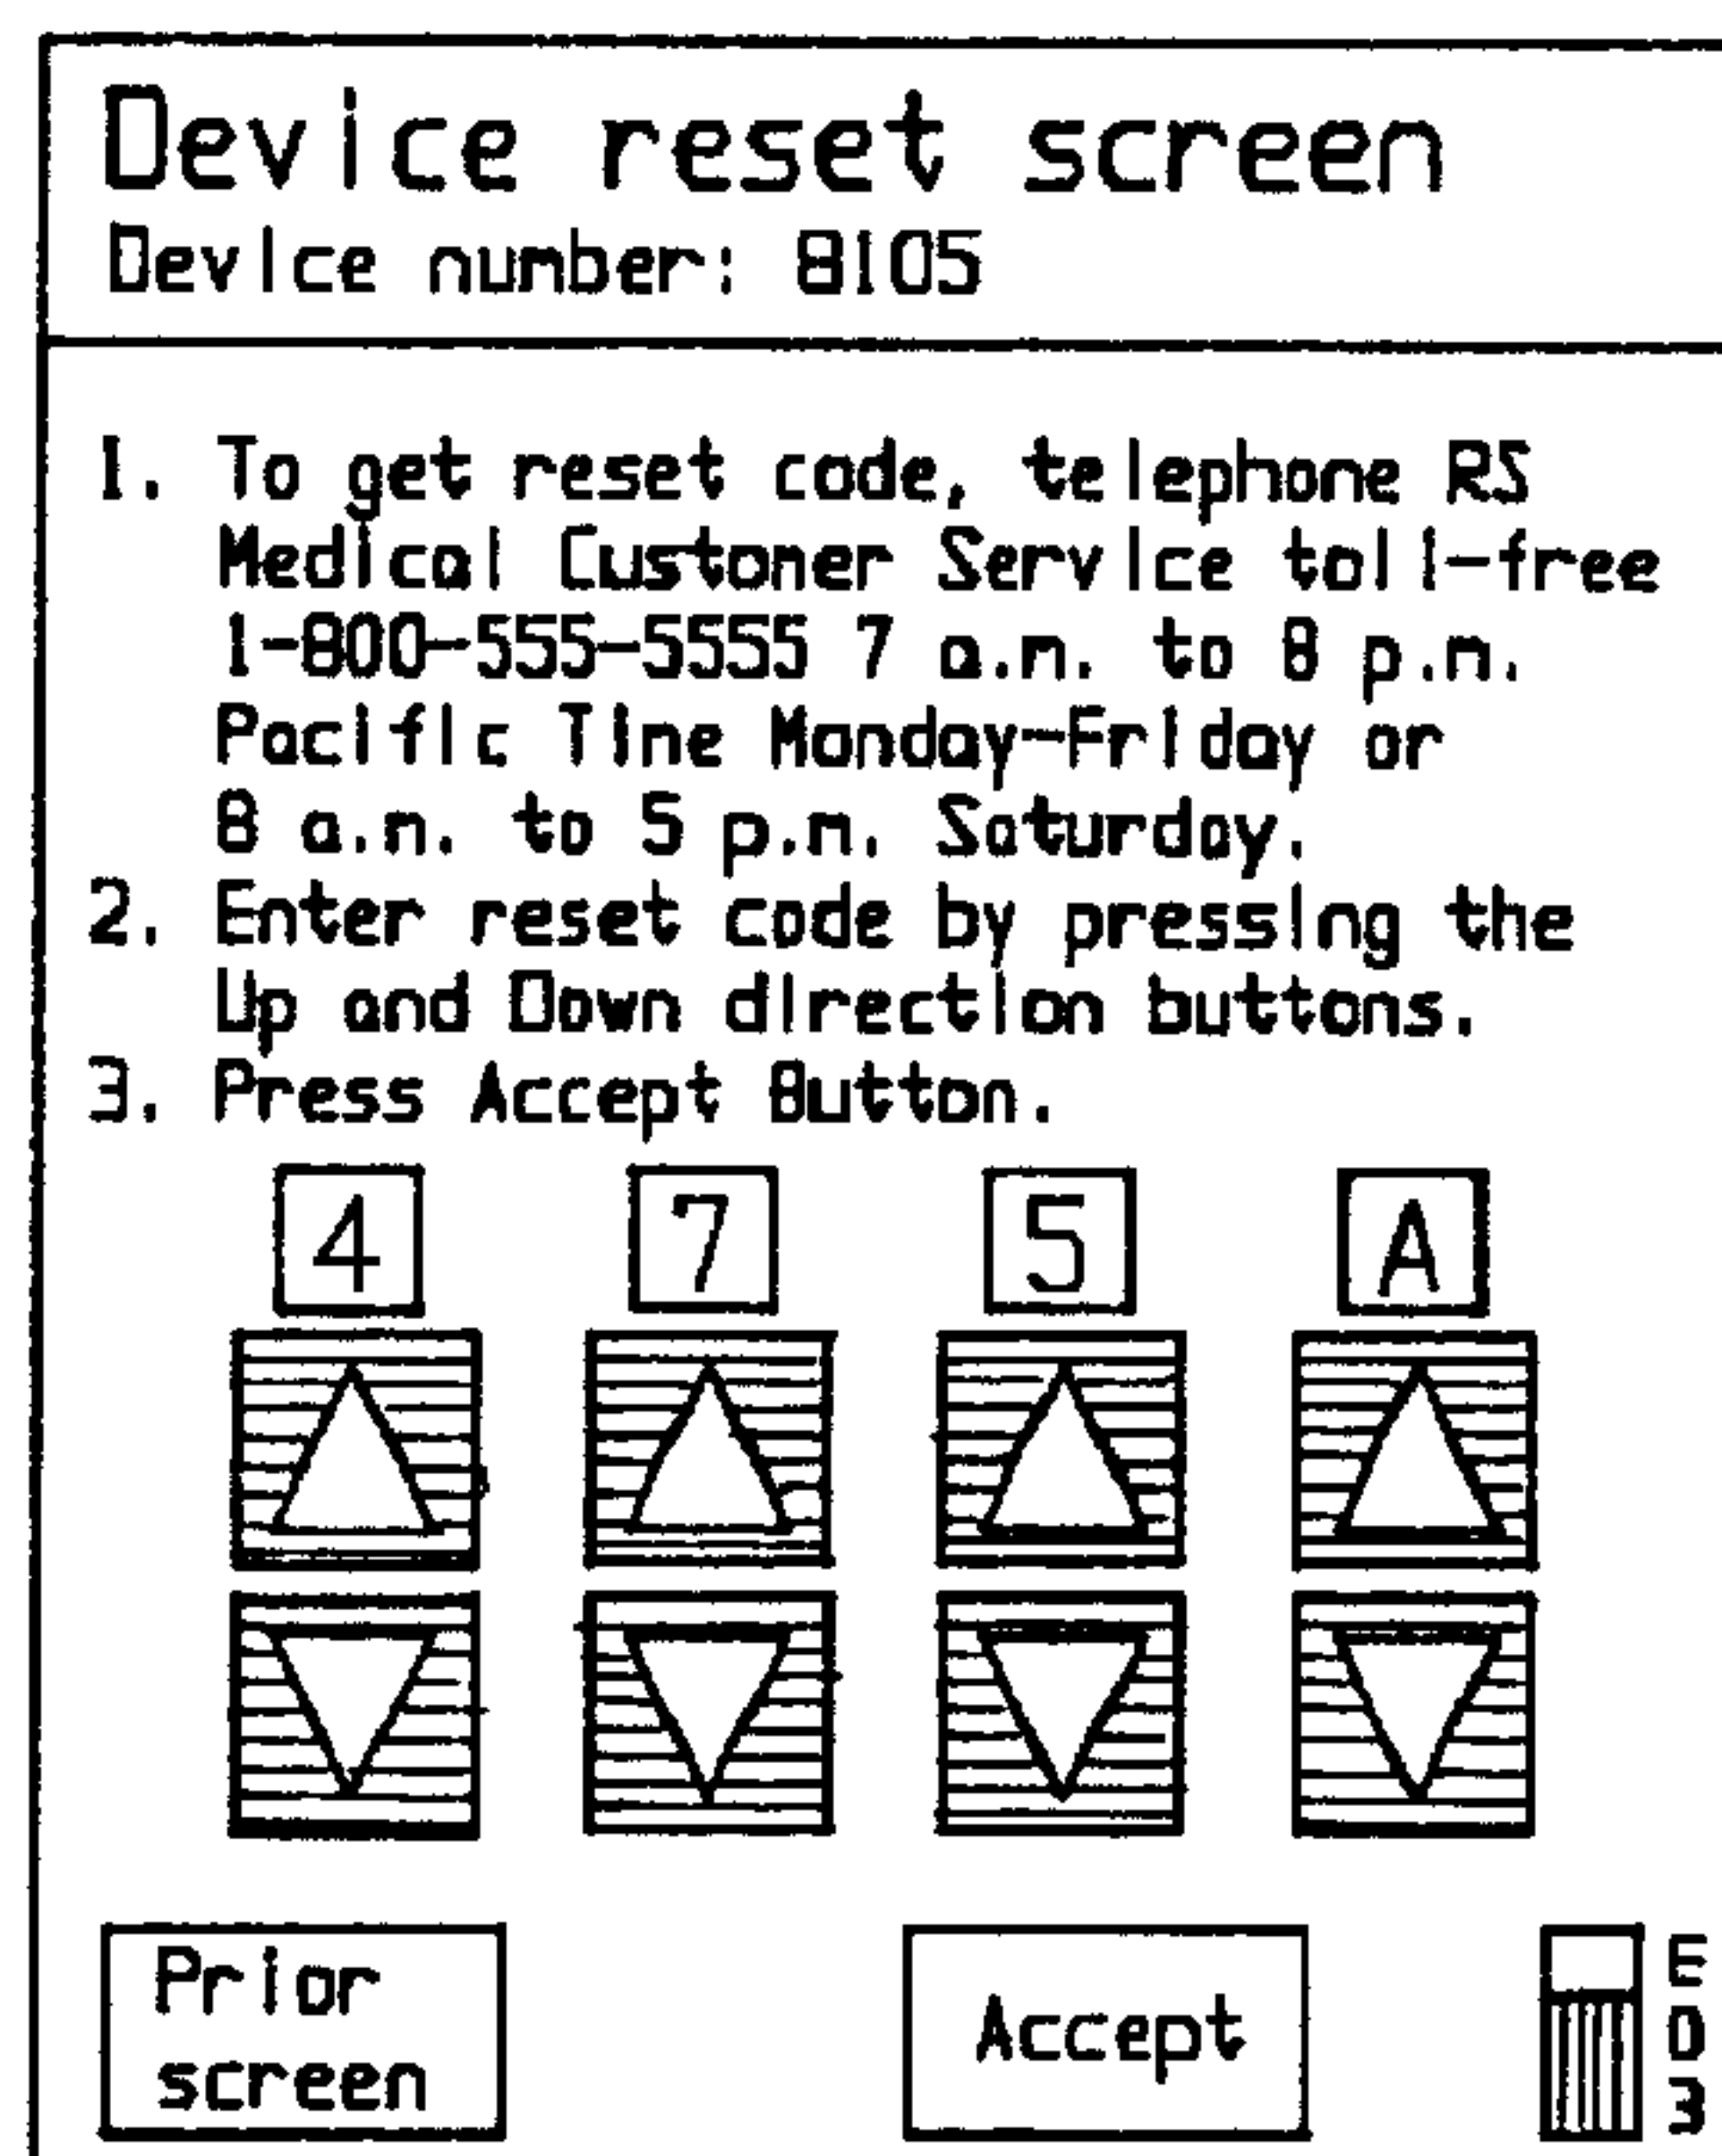 Device reset screen
Device number: 8105
1. To get reset code, telephone RS
Medical Customer Service toll-free
1-800-555-5555 7 a.m. to 8 p.m.
Pacific Time Monday-Friday or
8 a.m. to 5 p.m. Saturday.
2. Enter reset code by pressing the
Up and Down direction buttons.
3. Press Accept Button.
4 7 5 A
Prior
screen
Accept
E
0
3